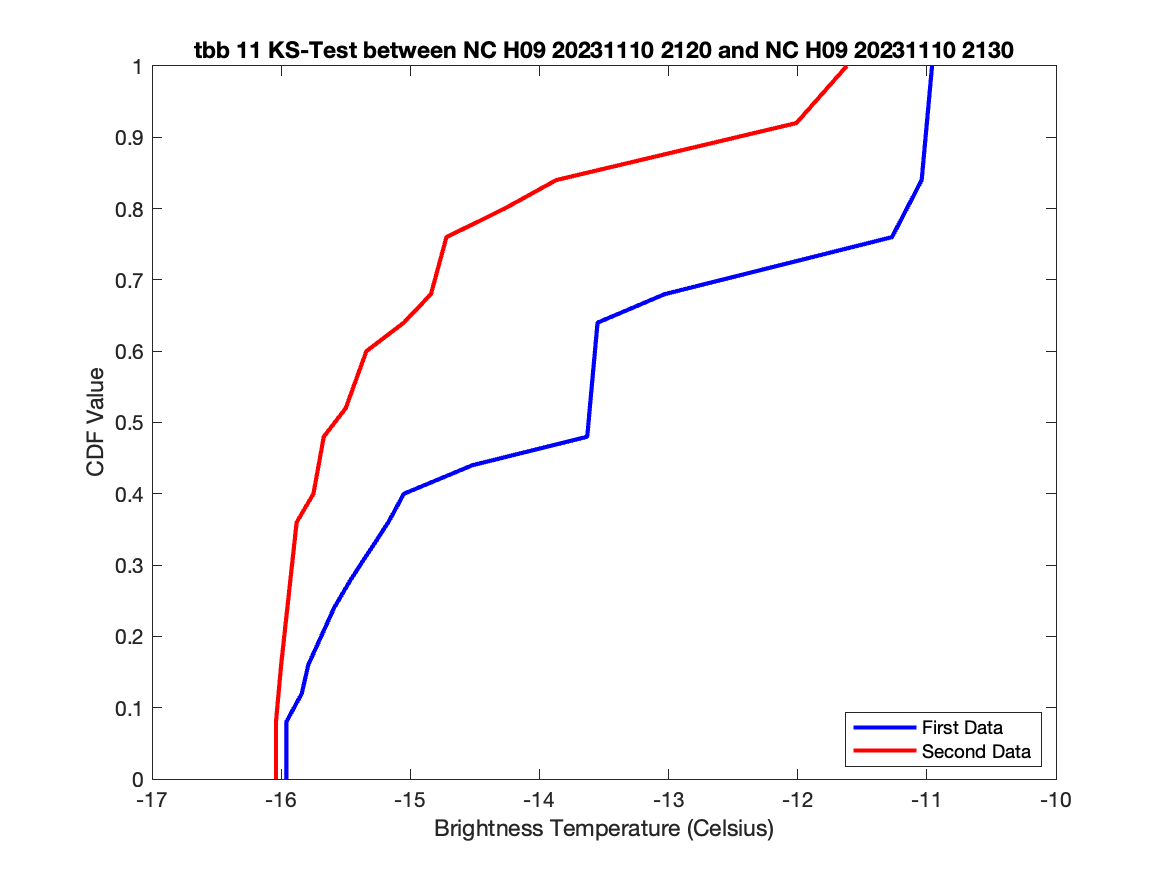 tbb 11 KS-Test between NC H09 20231110 2120 and NC H09 20231110 2130
1
0.9
0.8
0.7
0.6
0.5
0.4
0.3
0.2
0.1
0
CDF Value
First Data
Second Data
-17 -16 -15 -14 -13 -12 -11 -10
Brightness Temperature (Celsius)